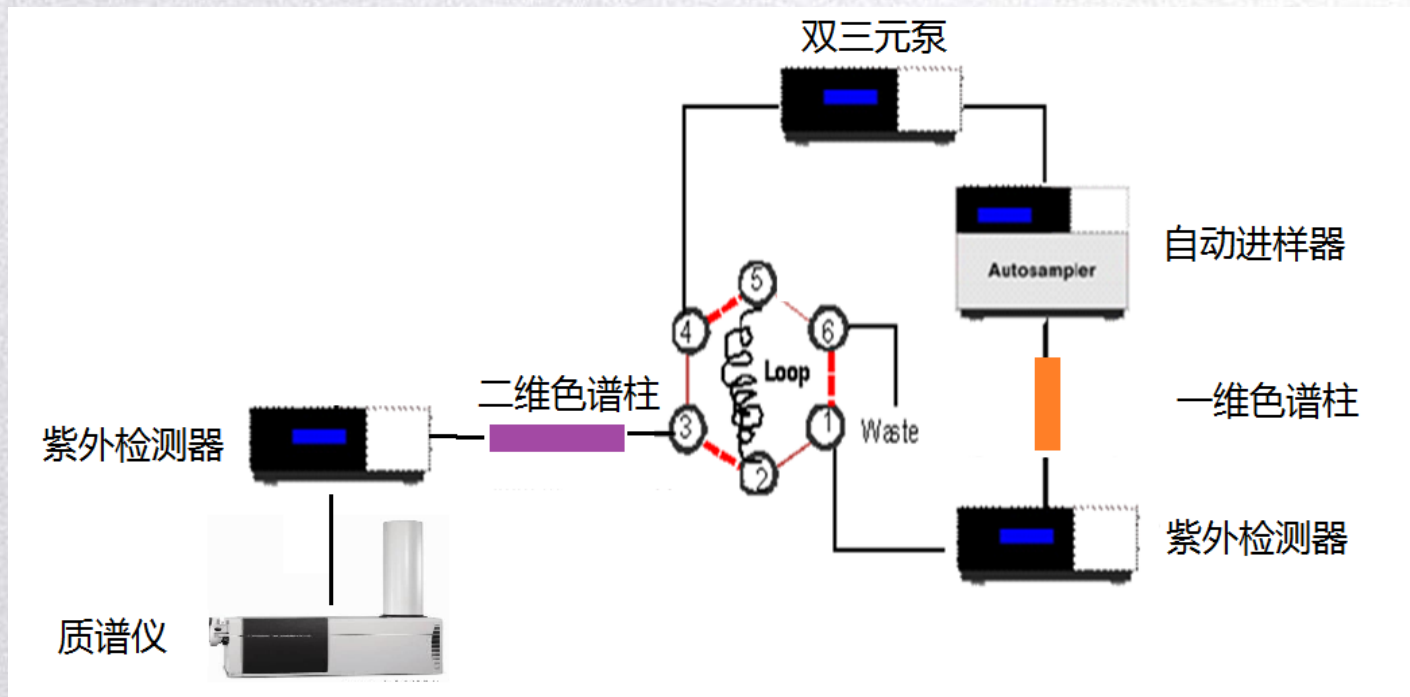 双三元泵
自动进样器
Autosampler
5
4
6
Loop
二维色谱柱
一维色谱柱
3
1
Waste
紫外检测器
2
紫外检测器
质谱仪